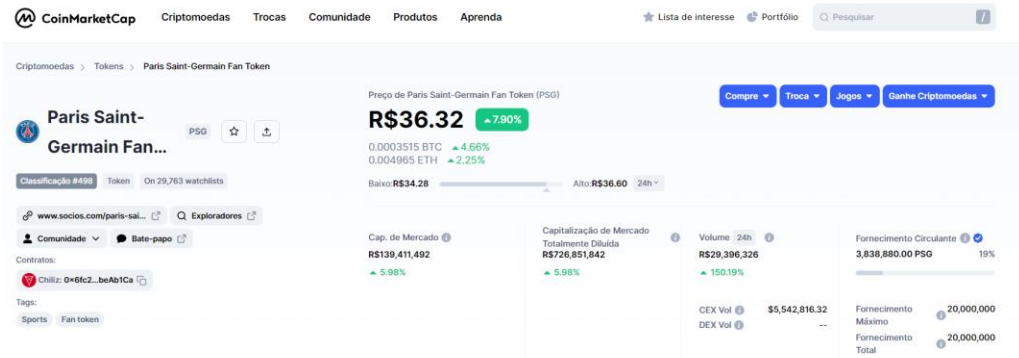 CoinMarketCap
Criptomoedas Trocas Comunidade Produtos Aprenda
Lista de interesse Portfólio Pesquisar /
Criptomoedas > Tokens > Paris Saint-Germain Fan Token
Paris Saint-
Germain Fan...
PSG
Classificação #498 Token On 29,763 watchlists
www.socios.com/paris-sai... Exploradores
Comunidade Bate-papo
Contratos:
Chiliz: 0x6fc2...beAb1Ca
Tags:
Sports Fan token
Preço de Paris Saint-Germain Fan Token (PSG)
R$36.32 7.90%
0.0003515 BTC 4.66%
0.004965 ETH 2.25%
Baixo:R$34.28 Alto:R$36.60 24h
Compre Troca Jogos Ganhe Criptomoedas
Cap. de Mercado
R$139,411,492
5.98%
Capitalização de Mercado
Totalmente Diluída
R$726,851,842
5.98%
Volume 24h
R$29,396,326
150.19%
CEX Vol $5,542,816.32
DEX Vol --
Fornecimento Circulante
3,838,880.00 PSG 19%
Fornecimento
Máximo
20,000,000
Fornecimento
Total
20,000,000